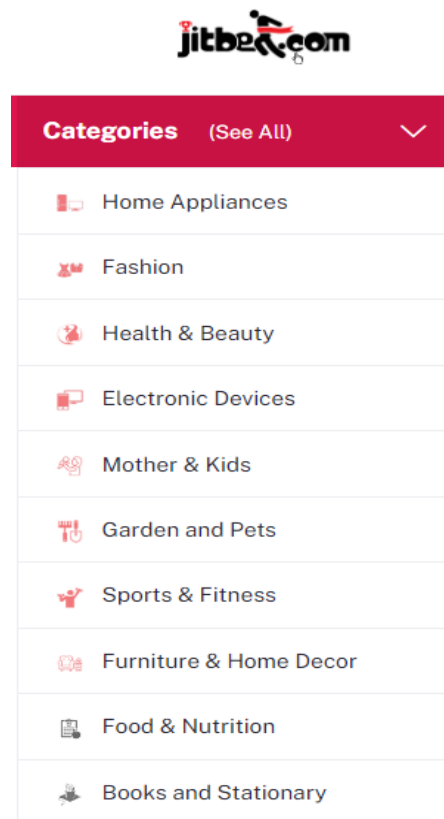 jitbee.com
Categories (See All)
Home Appliances
Fashion
Health & Beauty
Electronic Devices
Mother & Kids
Garden and Pets
Sports & Fitness
Furniture & Home Decor
Food & Nutrition
Books and Stationary